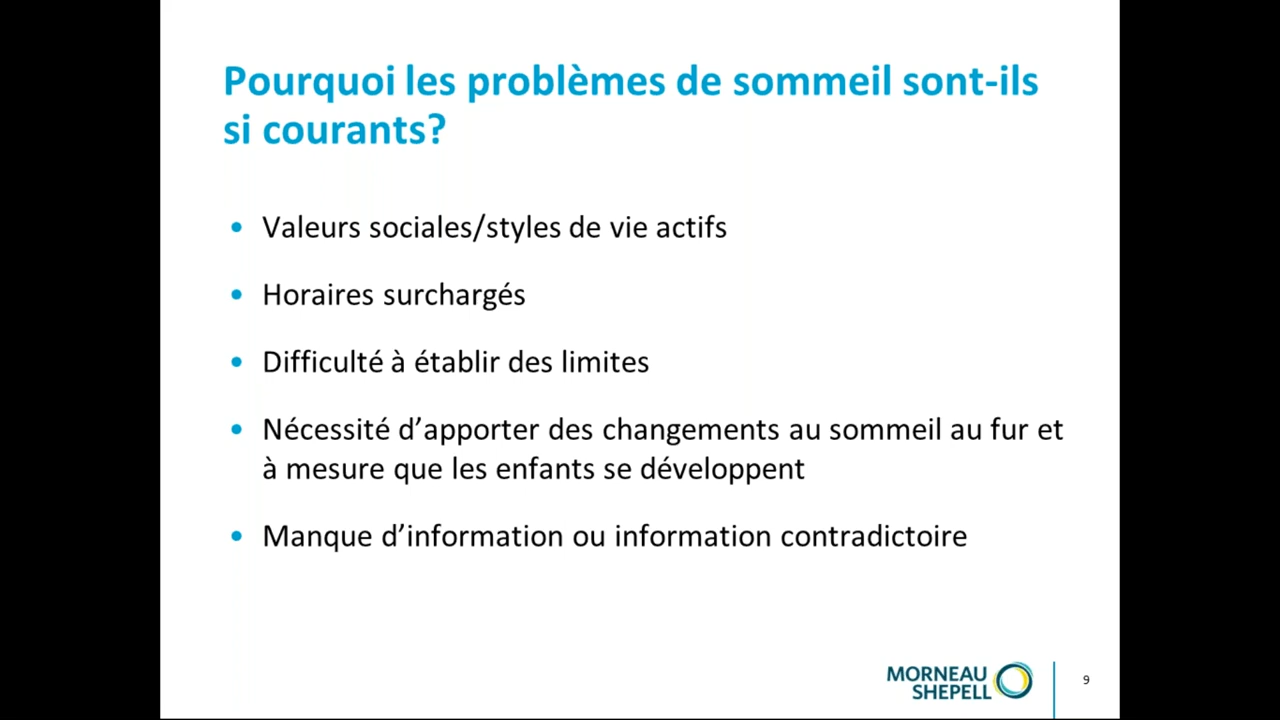 Pourquoi les problèmes de sommeil sont-ils
si courants?
• Valeurs sociales/styles de vie actifs
• Horaires surchargés
• Difficulté à établir des limites
• Nécessité d’apporter des changements au sommeil au fur et
à mesure que les enfants se développent
• Manque d’information ou information contradictoire
MORNEAU
SHEPELL
9